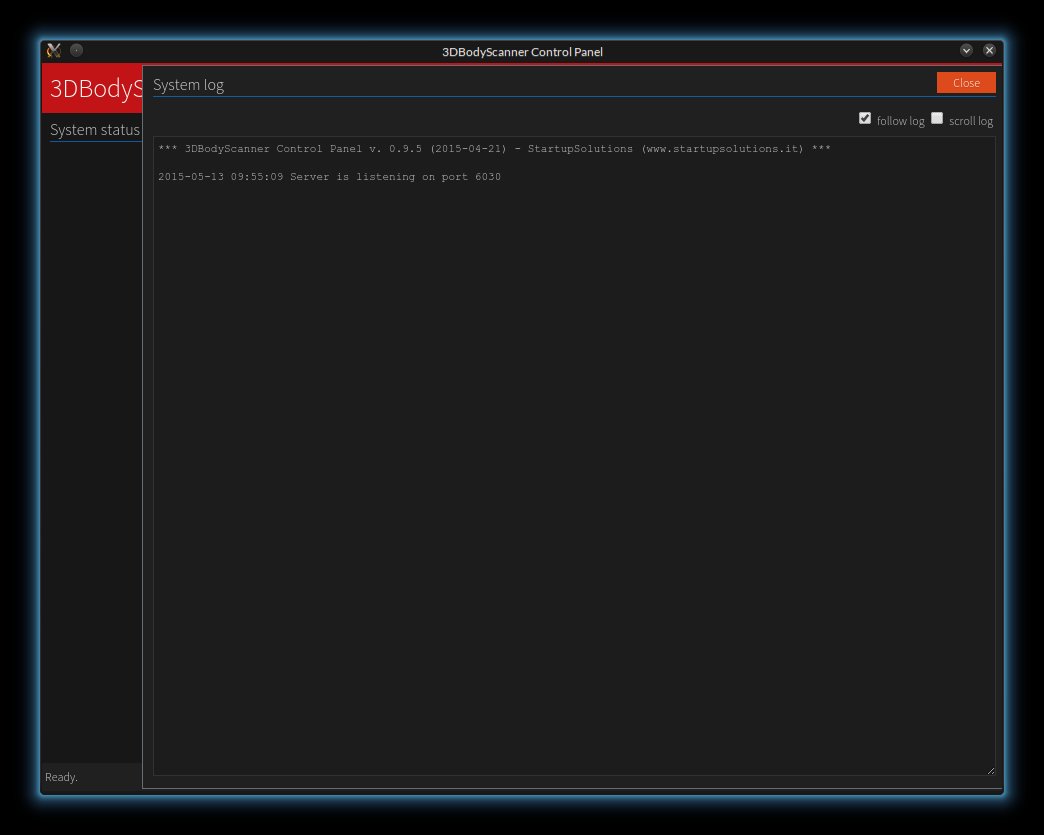 3DBodyScanner Control Panel
3DBodyS
System log
Close
System status
follow log
scroll log
*** 3DBodyScanner Control Panel v. 0.9.5 (2015-04-21) - StartupSolutions (www.startupsolutions.it) ***
2015-05-13 09:55:09 Server is listening on port 6030
Ready.